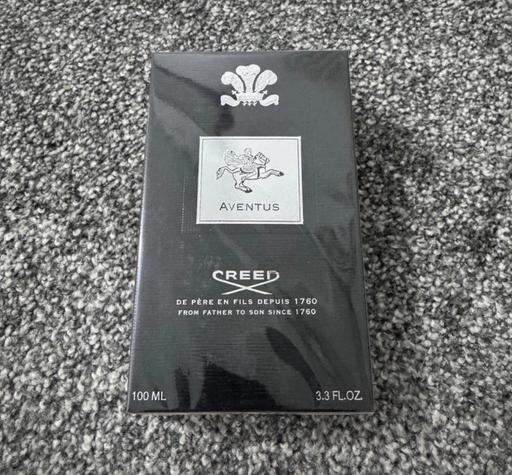 AVENTUS
CREED
DE PÈRE EN FILS DEPUIS 1760
FROM FATHER TO SON SINCE 1760
100 ML 3.3 FL.OZ.